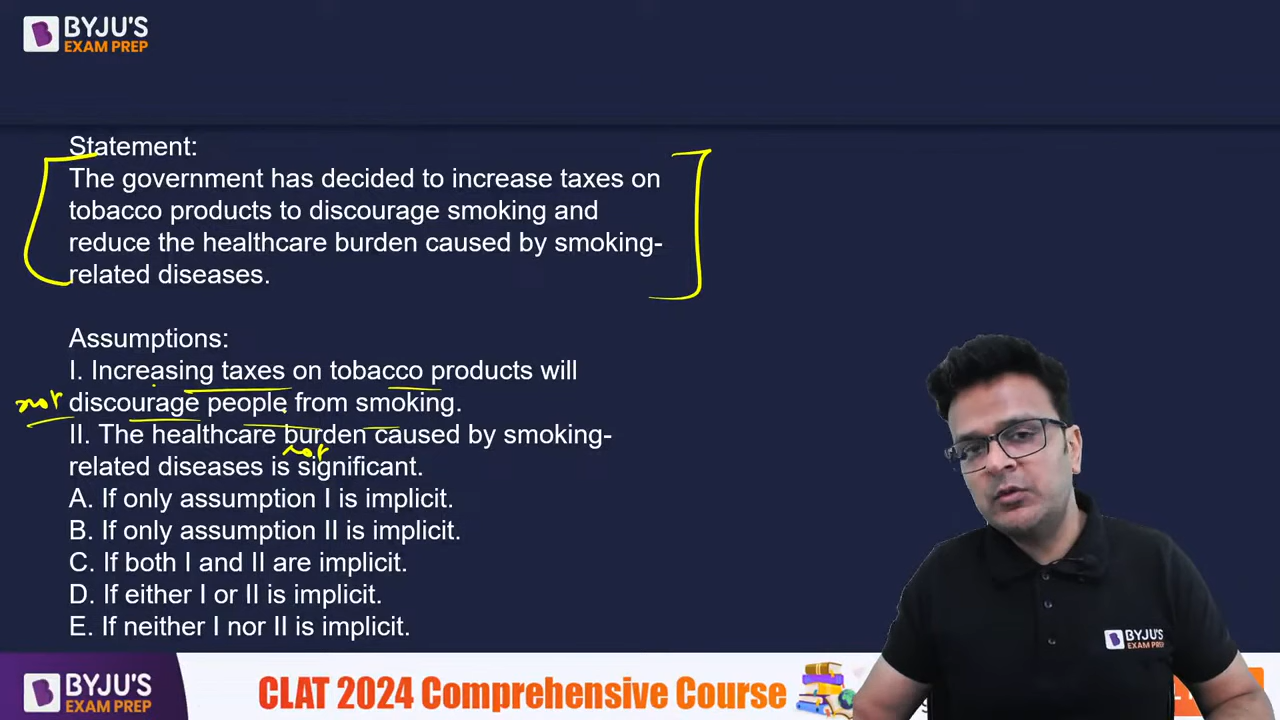 BYJU'S
EXAM PREP
Statement:
The government has decided to increase taxes on
tobacco products to discourage smoking and
reduce the healthcare burden caused by smoking-
related diseases.
Assumptions:
I. Increasing taxes on tobacco products will
not discourage people from smoking.
II. The healthcare burden caused by smoking-
not
related diseases is significant.
A. If only assumption I is implicit.
B. If only assumption II is implicit.
C. If both I and II are implicit.
D. If either I or II is implicit.
E. If neither I nor II is implicit.
BYJU'S
EXAM PREP
BYJU'S
EXAM PREP
CLAT 2024 Comprehensive Course